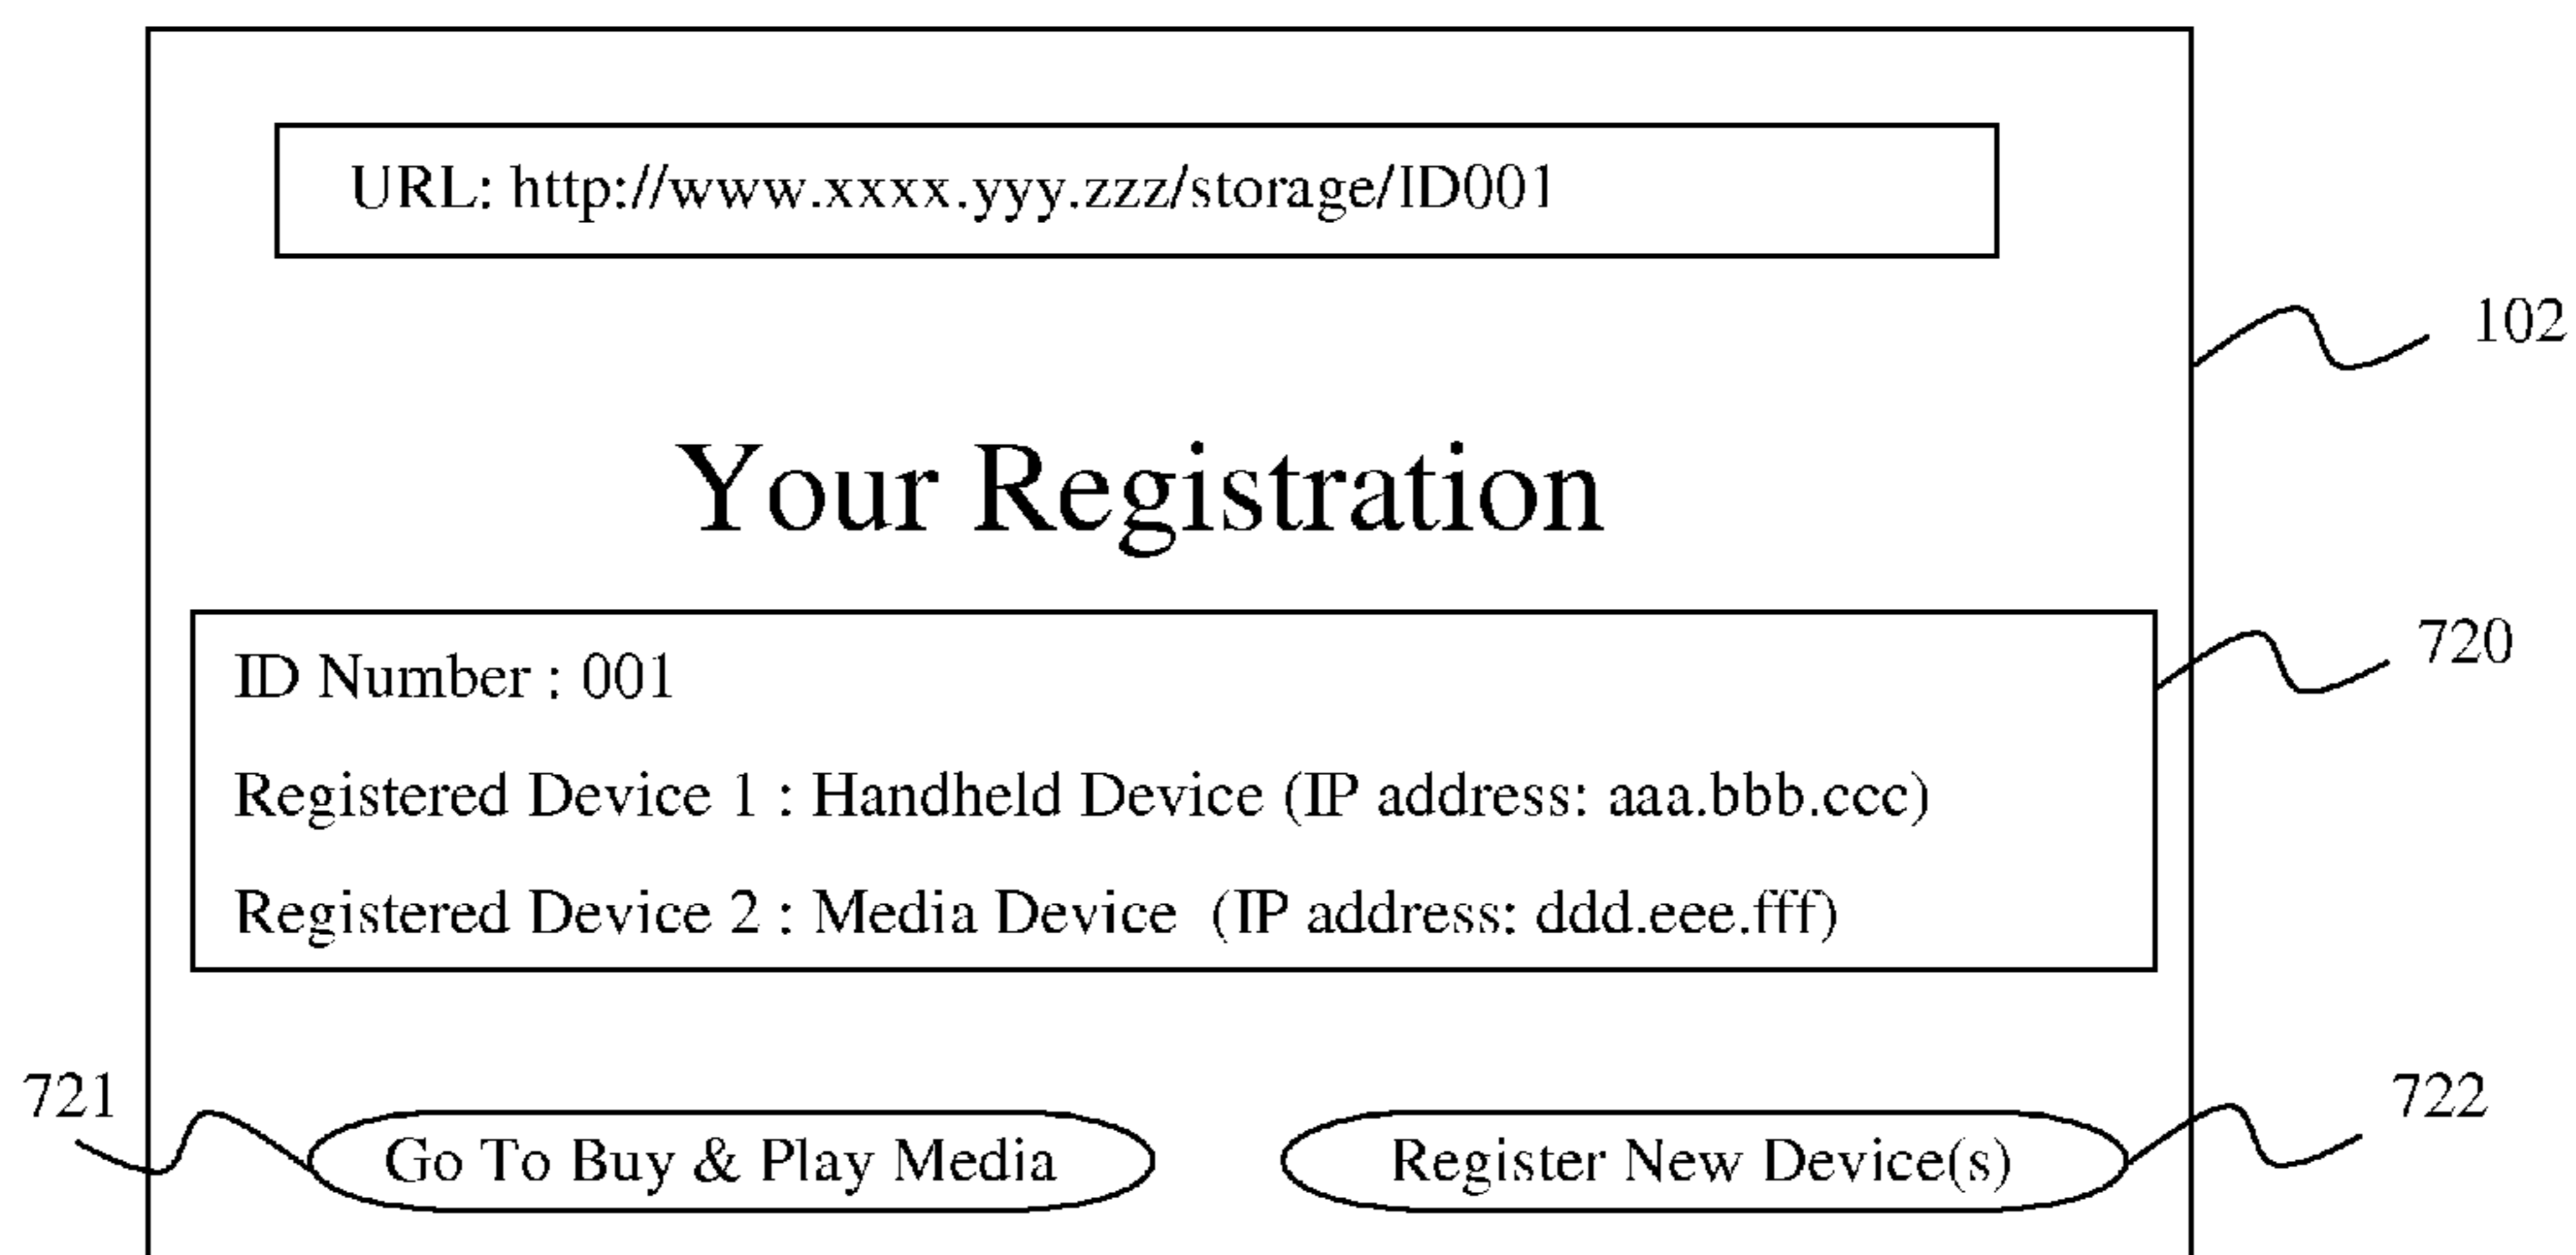 URL: http://www.xxxx.yyy.zzz/storage/ID001
102
Your Registration
720
ID Number : 001
Registered Device 1 : Handheld Device (IP address: aaa.bbb.ccc)
Registered Device 2 : Media Device (IP address: ddd.eee.fff)
721
722
Go To Buy & Play Media
Register New Device(s)